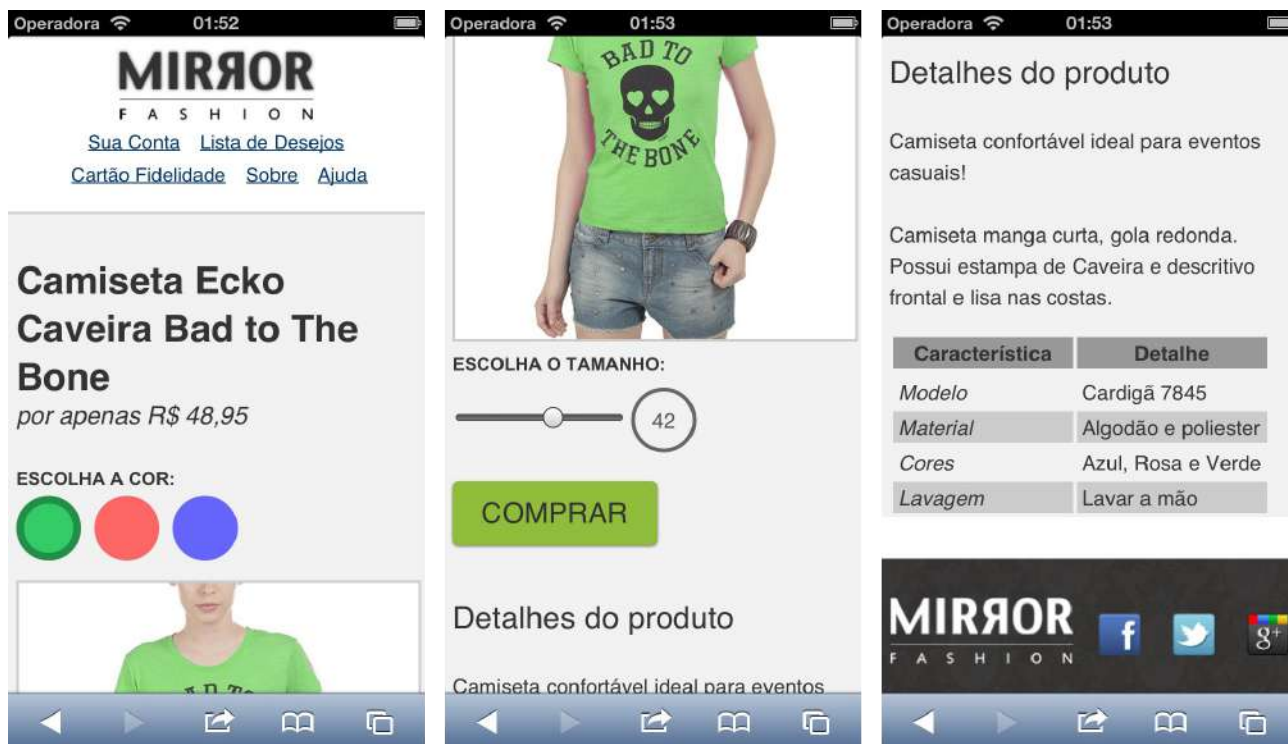 Operadora 01:52
MIRЯOR
FASHION
Sua Conta Lista de Desejos
Cartão Fidelidade Sobre Ajuda
Camiseta Ecko
Caveira Bad to The
Bone
por apenas R$ 48,95
ESCOLHA A COR:
Operadora 01:53
BAD TO
THE BONE
ESCOLHA O TAMANHO:
42
COMPRAR
Detalhes do produto
Camiseta confortável ideal para eventos
Operadora 01:53
Detalhes do produto
Camiseta confortável ideal para eventos
casuais!
Camiseta manga curta, gola redonda.
Possui estampa de Caveira e descritivo
frontal e lisa nas costas.
Característica Detalhe
Modelo Cardigã 7845
Material Algodão e poliester
Cores Azul, Rosa e Verde
Lavagem Lavar a mão
MIRЯOR f g+
FASHION